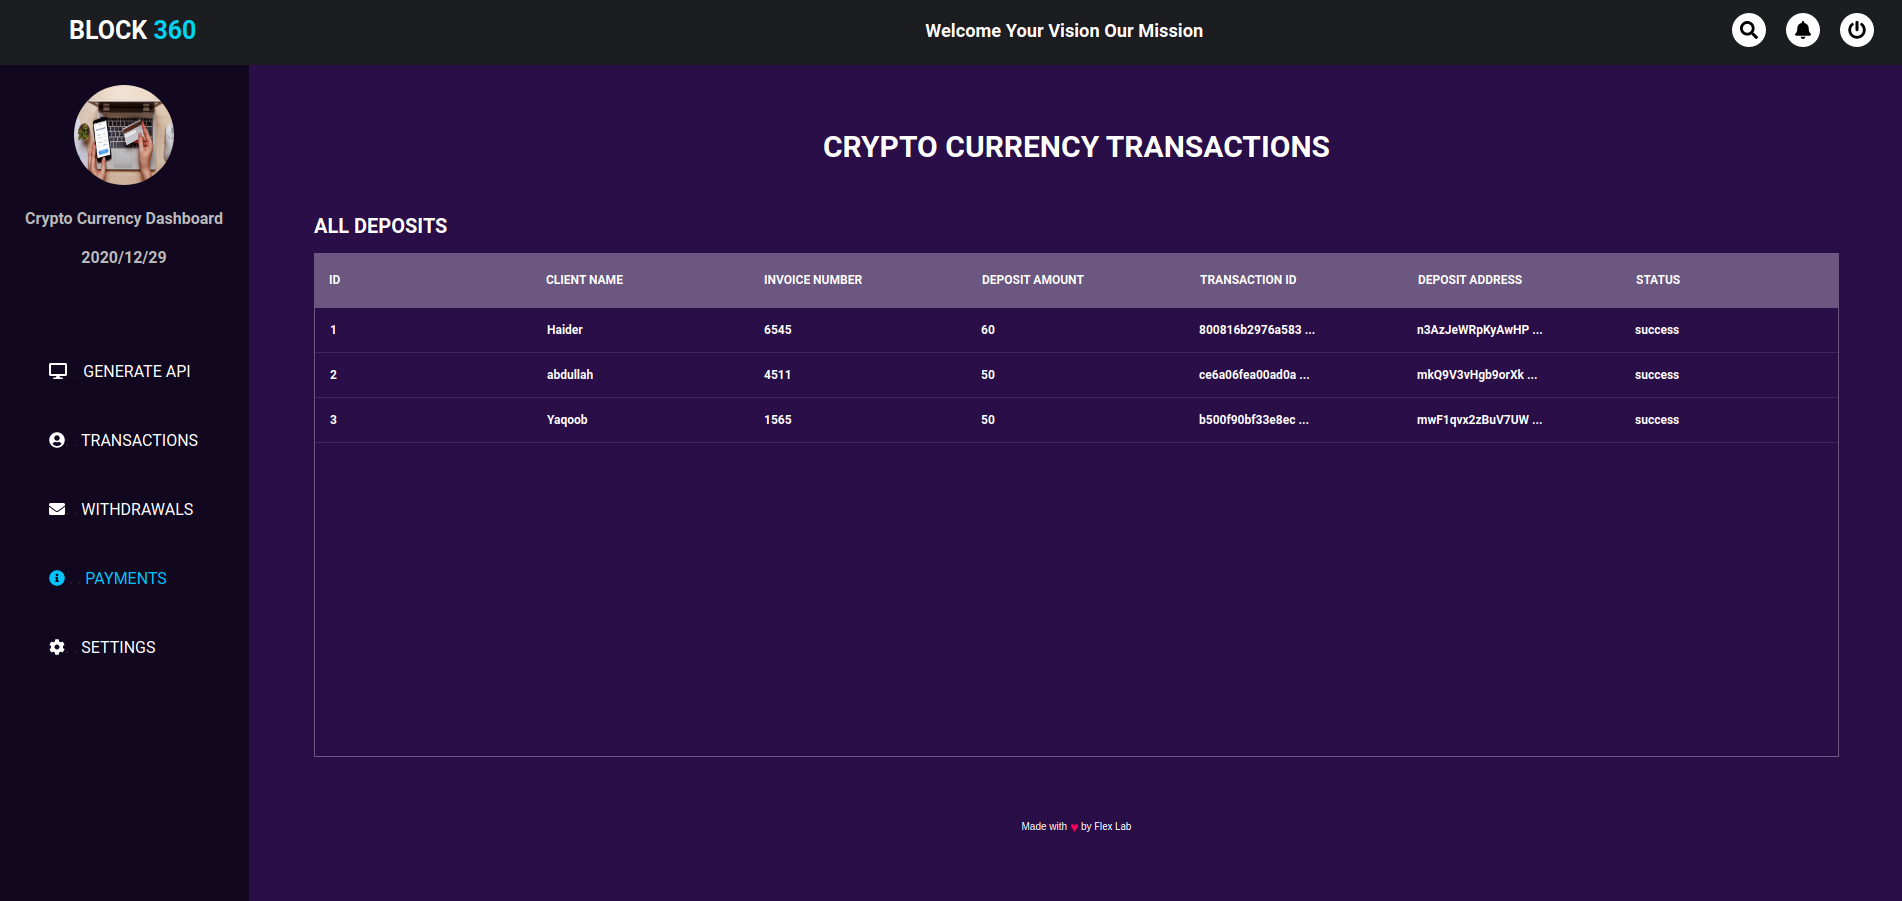 BLOCK 360
Welcome Your Vision Our Mission
Crypto Currency Dashboard
2020/12/29
GENERATE API
TRANSACTIONS
WITHDRAWALS
PAYMENTS
SETTINGS
CRYPTO CURRENCY TRANSACTIONS
ALL DEPOSITS
ID CLIENT NAME INVOICE NUMBER DEPOSIT AMOUNT TRANSACTION ID DEPOSIT ADDRESS STATUS
1 Haider 6545 60 800816b2976a583 ... n3AzJeWRpKyAwHP ... success
2 abdullah 4511 50 ce6a06fea00ad0a ... mkQ9V3vHgb9orXk ... success
3 Yaqoob 1565 50 b500f90bf33e8ec ... mwF1qvx2zBuV7UW ... success
Made with ♥ by Flex Lab